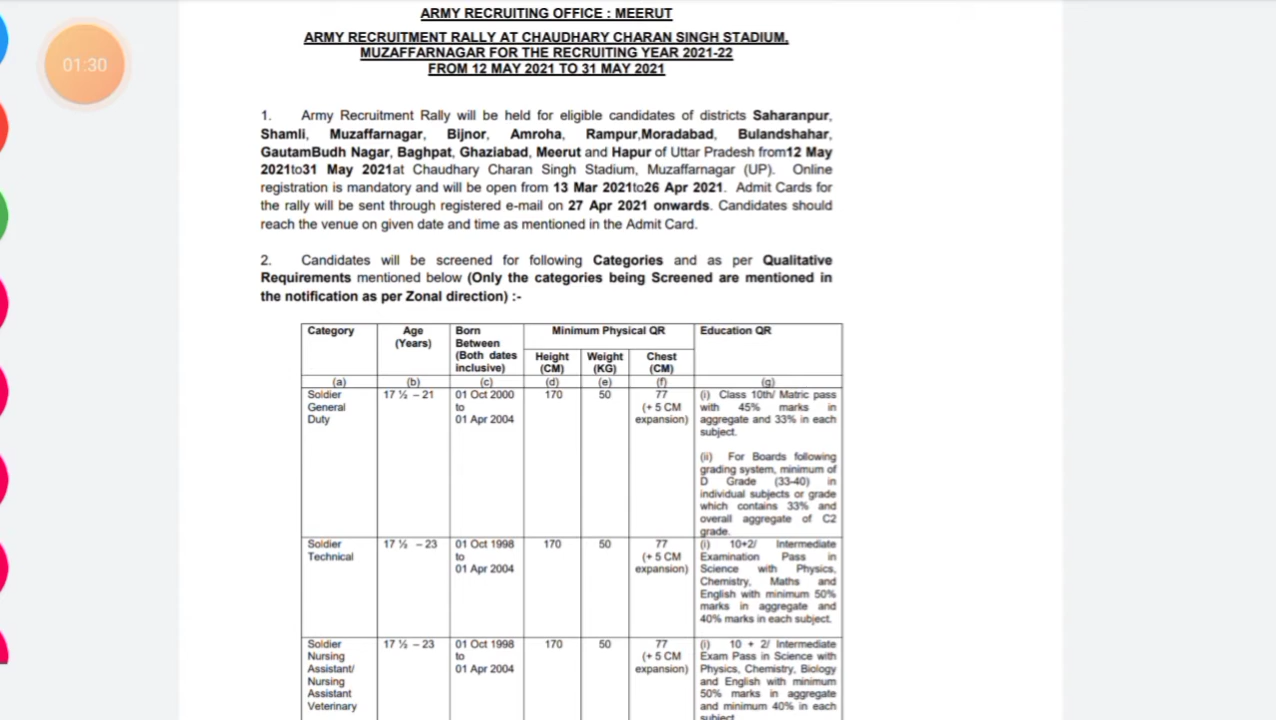 ARMY RECRUITING OFFICE : MEERUT
ARMY RECRUITMENT RALLY AT CHAUDHARY CHARAN SINGH STADIUM,
MUZAFFARNAGAR FOR THE RECRUITING YEAR 2021-22
FROM 12 MAY 2021 TO 31 MAY 2021
01:30
1. Army Recruitment Rally will be held for eligible candidates of districts Saharanpur,
Shamli, Muzaffarnagar, Bijnor, Amroha, Rampur,Moradabad, Bulandshahar,
GautamBudh Nagar, Baghpat, Ghaziabad, Meerut and Hapur of Uttar Pradesh from12 May
2021to31 May 2021at Chaudhary Charan Singh Stadium, Muzaffarnagar (UP). Online
registration is mandatory and will be open from 13 Mar 2021to26 Apr 2021. Admit Cards for
the rally will be sent through registered e-mail on 27 Apr 2021 onwards. Candidates should
reach the venue on given date and time as mentioned in the Admit Card.
2. Candidates will be screened for following Categories and as per Qualitative
Requirements mentioned below (Only the categories being Screened are mentioned in
the notification as per Zonal direction) :-
Category
Age
(Years)
Born
Between
(Both dates
inclusive)
Minimum Physical QR
Education QR
Height
(CM)
Weight
(KG)
Chest
(CM)
(a) (b) (c) (d) (e) (f) (g)
Soldier
General
Duty
17 ½ – 21
01 Oct 2000
to
01 Apr 2004
170
50
77
(+ 5 CM
expansion)
(i) Class 10th/ Matric pass
with 45% marks in
aggregate and 33% in each
subject.
(ii) For Boards following
grading system, minimum of
D Grade (33-40) in
individual subjects or grade
which contains 33% and
overall aggregate of C2
grade.
Soldier
Technical
17 ½ – 23
01 Oct 1998
to
01 Apr 2004
170
50
77
(+ 5 CM
expansion)
(i) 10+2/ Intermediate
Examination Pass in
Science with Physics,
Chemistry, Maths and
English with minimum 50%
marks in aggregate and
40% marks in each subject.
Soldier
Nursing
Assistant/
Nursing
Assistant
Veterinary
17 ½ – 23
01 Oct 1998
to
01 Apr 2004
170
50
77
(+ 5 CM
expansion)
(i) 10 + 2/ Intermediate
Exam Pass in Science with
Physics, Chemistry, Biology
and English with minimum
50% marks in aggregate
and minimum 40% in each
subject